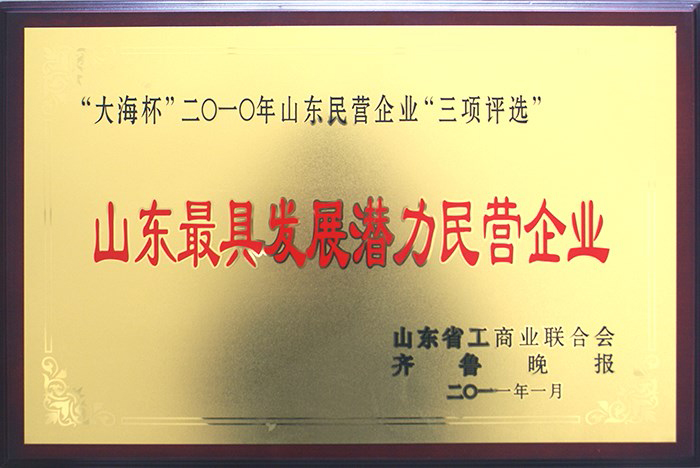 “大海杯”二〇一〇年山东民营企业“三项评选”
山东最具发展潜力民营企业
山东省工商业联合会
齐鲁晚报
二〇一一年一月